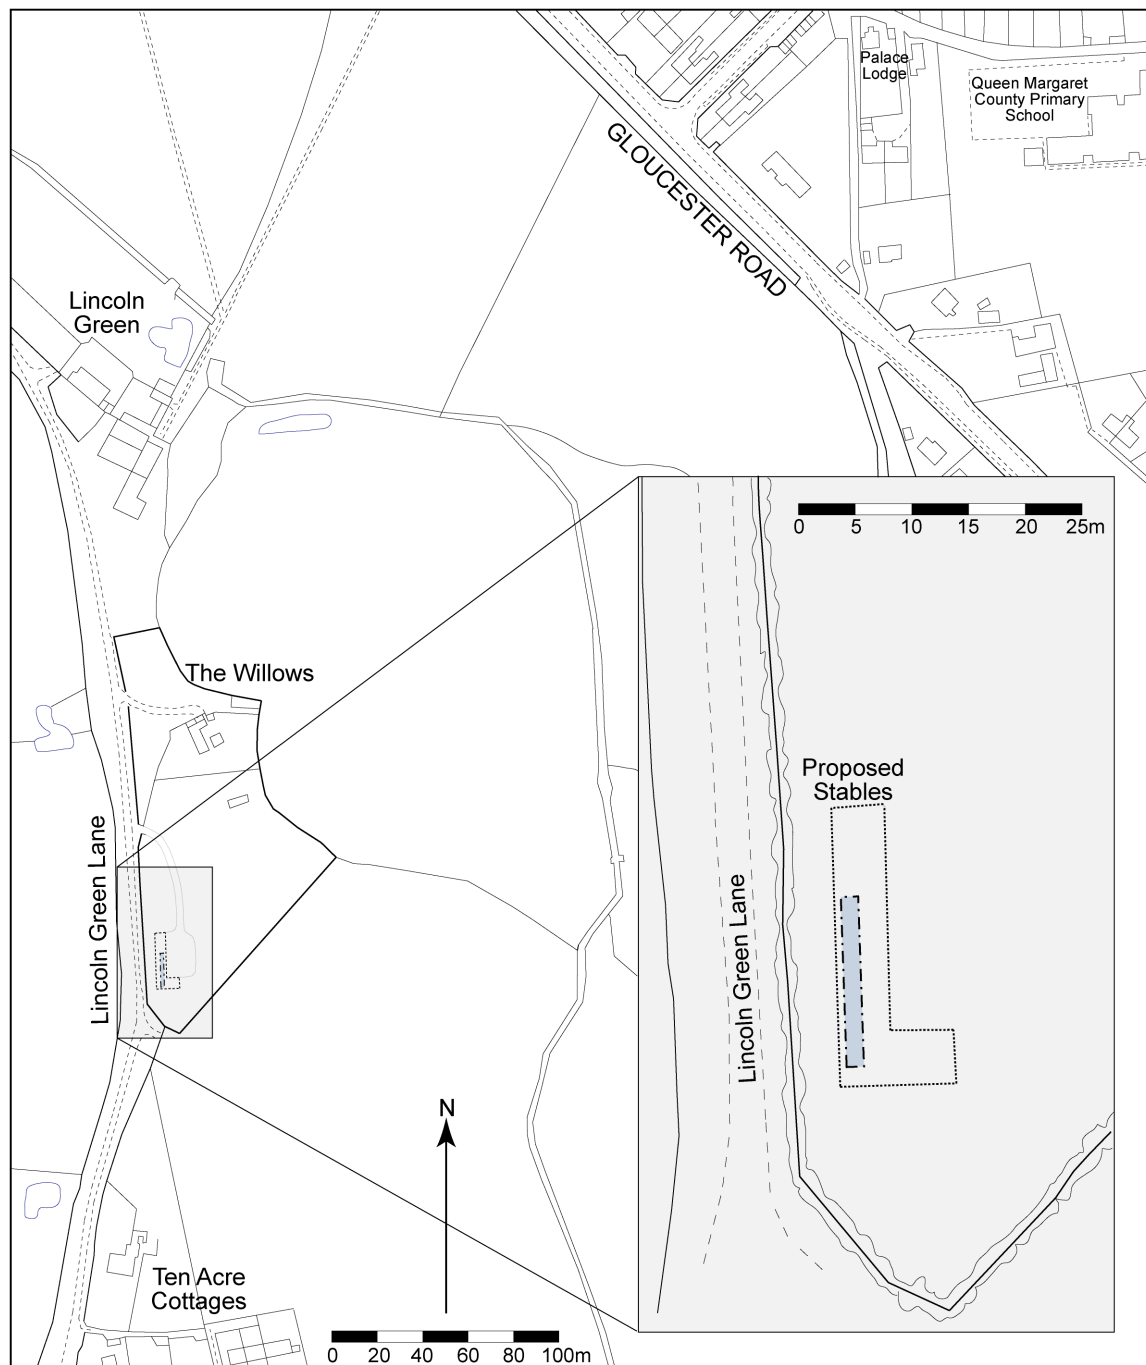 Palace
Lodge
Queen Margaret
County Primary
School
GLOUCESTER ROAD
Lincoln
Green
0 5 10 15 20 25m
The Willows
Proposed
Stables
Lincoln Green Lane
Lincoln Green Lane
N
Ten Acre
Cottages
0 20 40 60 80 100m